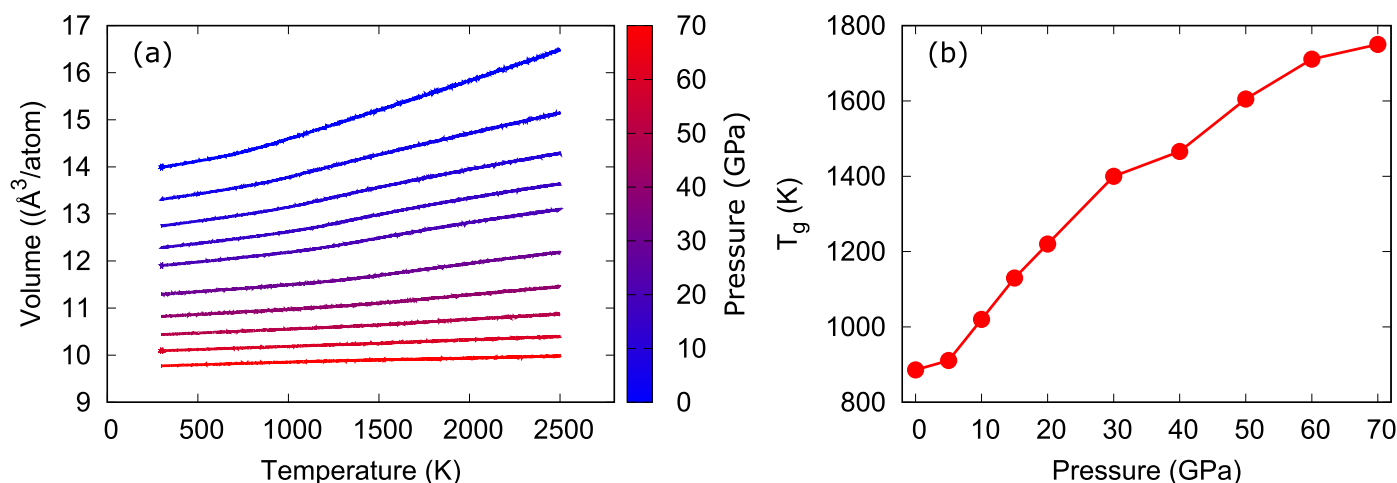 (a)
Volume ((Å³/atom)
17
16
15
14
13
12
11
10
9
0 500 1000 1500 2000 2500
Temperature (K)
70
60
50
40
30
20
10
0
Pressure (GPa)
(b)
T_g (K)
1800
1600
1400
1200
1000
800
0 10 20 30 40 50 60 70
Pressure (GPa)